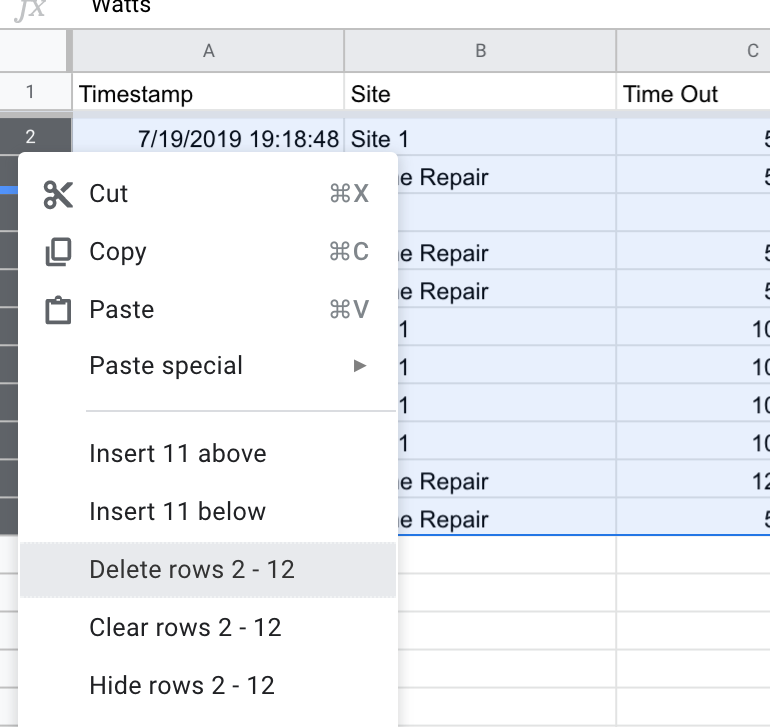 fx Watts
A B C
1 Timestamp Site Time Out
2 7/19/2019 19:18:48 Site 1 5
e Repair 5
e Repair 5
e Repair 5
1 10
1 10
1 10
1 10
e Repair 12
e Repair 5
Cut ⌘X
Copy ⌘C
Paste ⌘V
Paste special ►
Insert 11 above
Insert 11 below
Delete rows 2 - 12
Clear rows 2 - 12
Hide rows 2 - 12